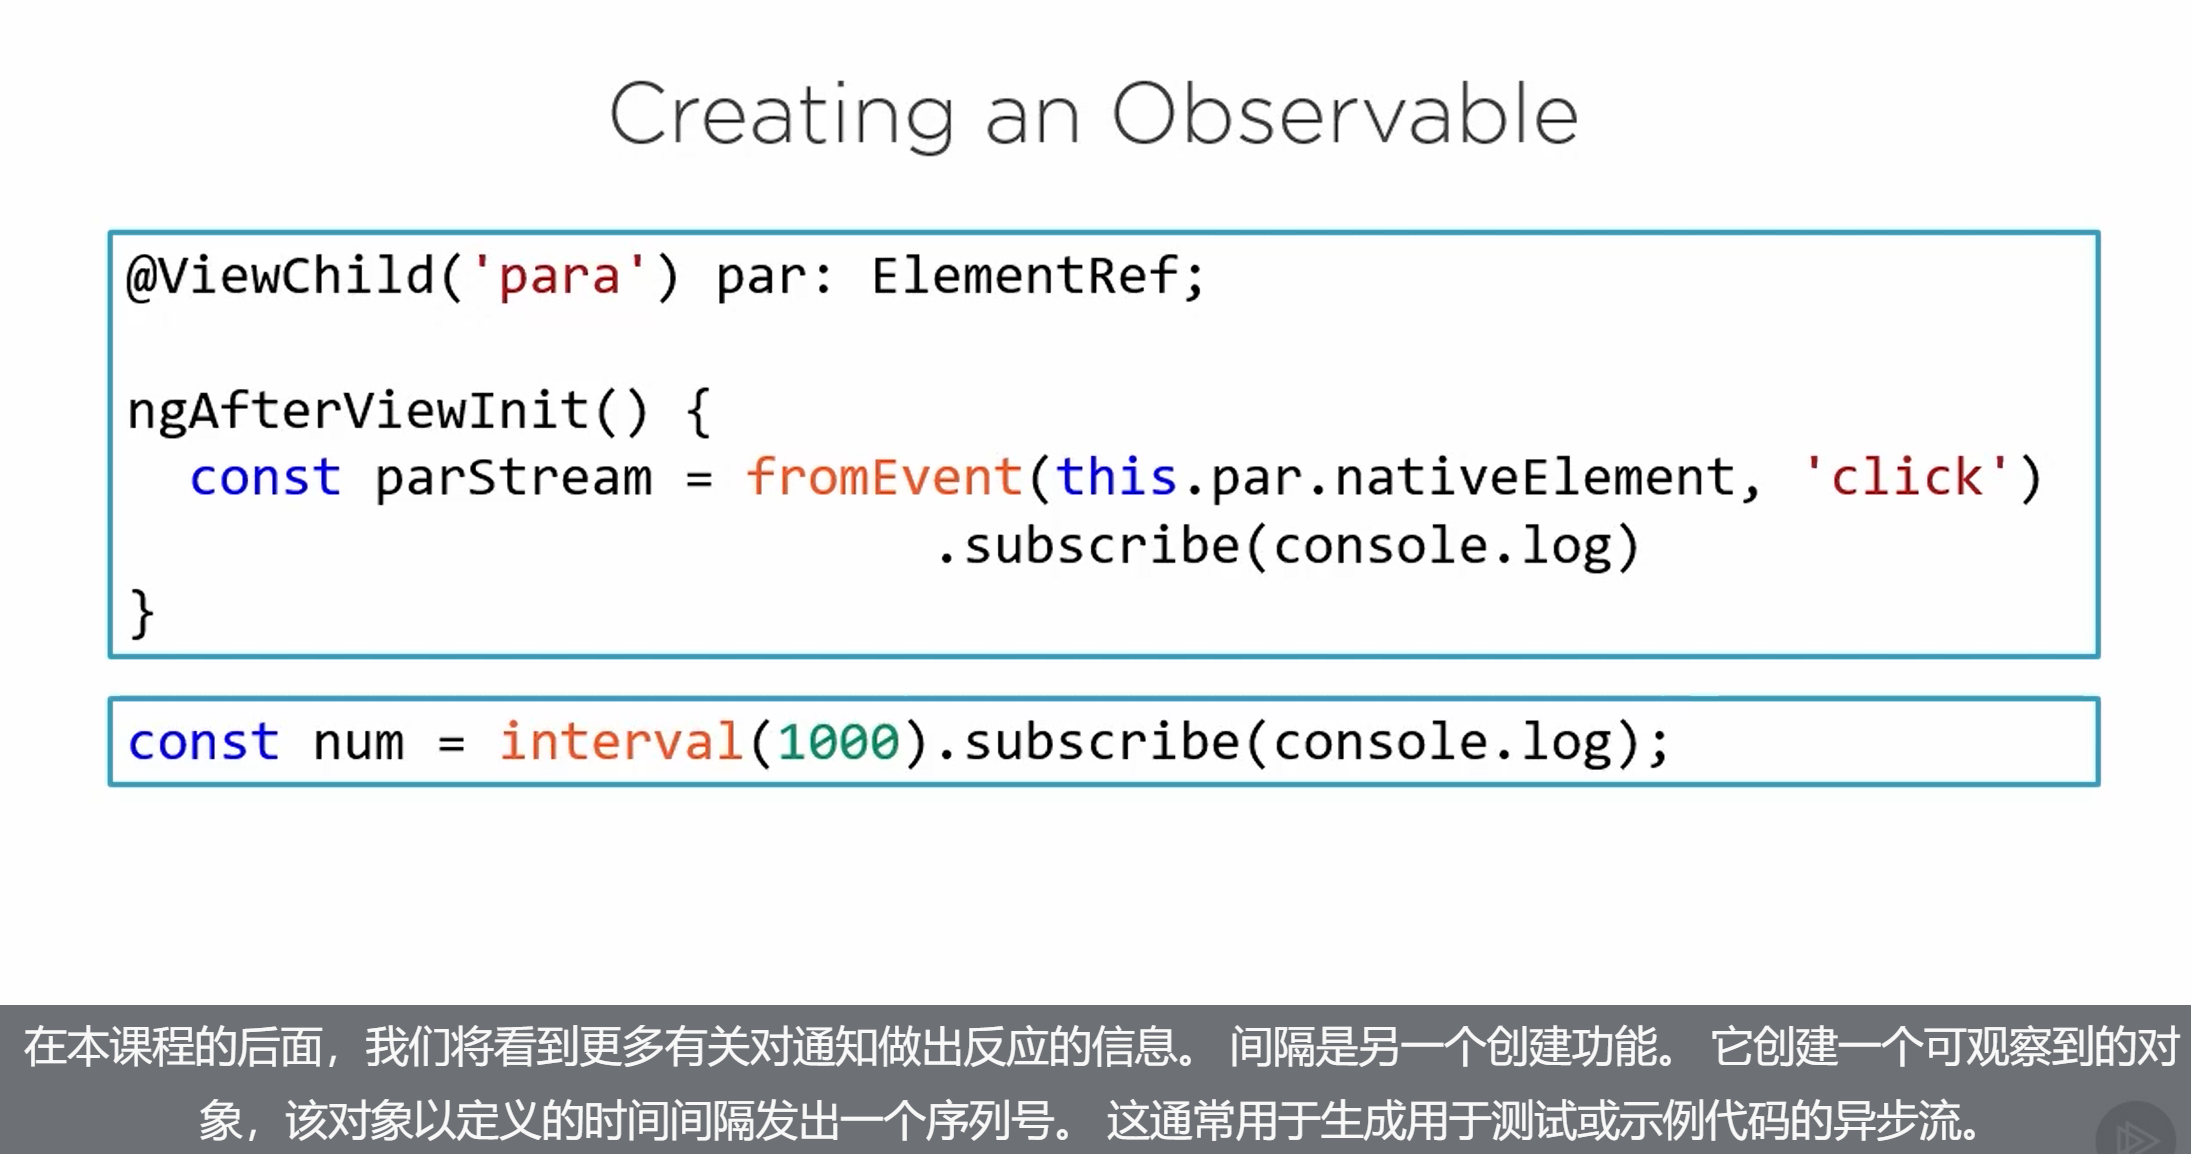 Creating an Observable
@ViewChild('para') par: ElementRef;
ngAfterViewInit() {
  const parStream = fromEvent(this.par.nativeElement, 'click')
                          .subscribe(console.log)
}
const num = interval(1000).subscribe(console.log);
在本课程的后面，我们将看到更多有关对通知做出反应的信息。 间隔是另一个创建功能。 它创建一个可观察到的对
象，该对象以定义的时间间隔发出一个序列号。 这通常用于生成用于测试或示例代码的异步流。